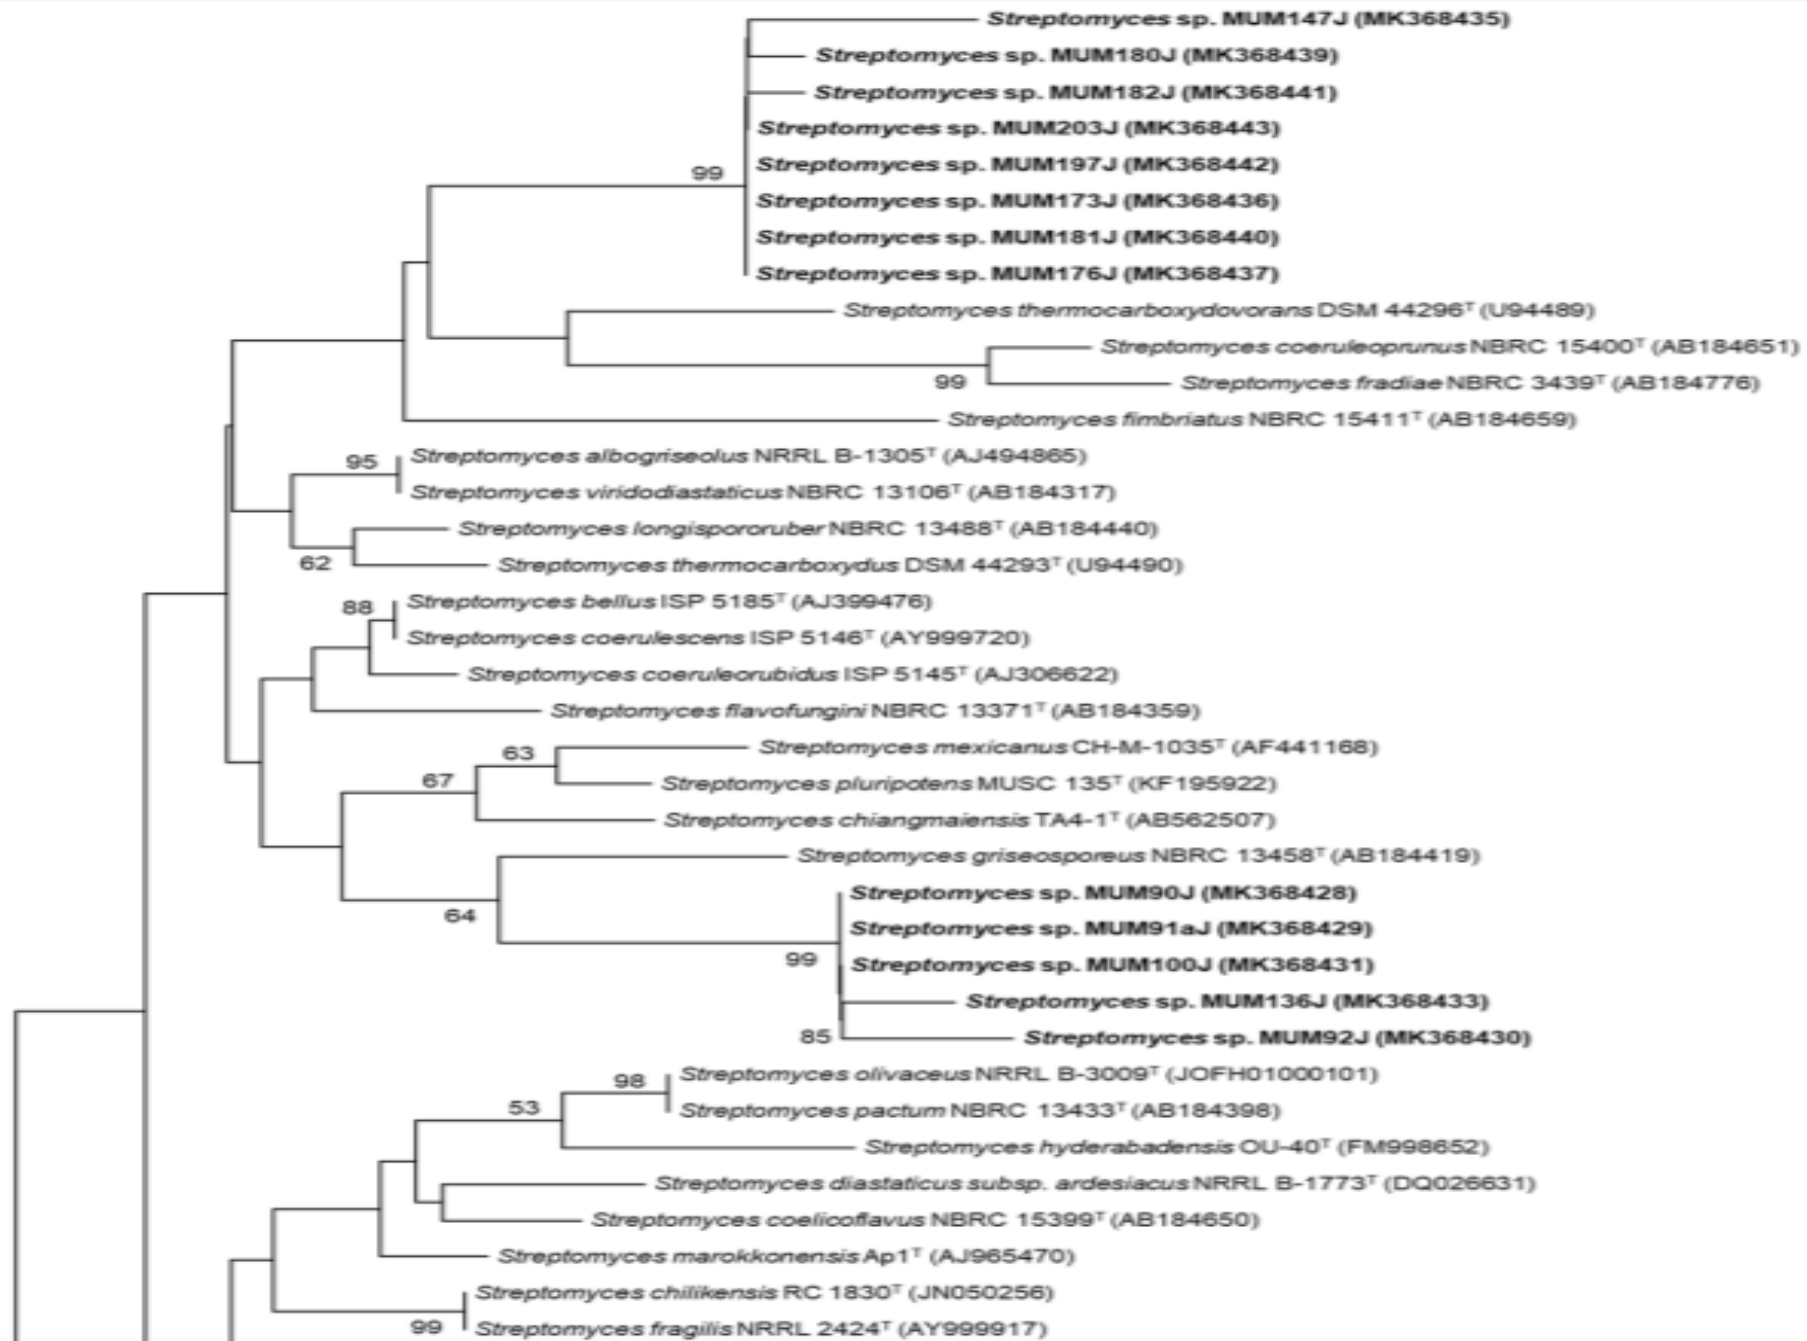 Streptomyces sp. MUM147J (MK368435)
Streptomyces sp. MUM180J (MK368439)
Streptomyces sp. MUM182J (MK368441)
Streptomyces sp. MUM203J (MK368443)
99
Streptomyces sp. MUM197J (MK368442)
Streptomyces sp. MUM173J (MK368436)
Streptomyces sp. MUM181J (MK368440)
Streptomyces sp. MUM176J (MK368437)
Streptomyces thermocarboxydovorans DSM 44296ᵀ (U94489)
Streptomyces coeruleoprunus NBRC 15400ᵀ (AB184651)
99
Streptomyces fradiae NBRC 3439ᵀ (AB184776)
Streptomyces fimbriatus NBRC 15411ᵀ (AB184659)
95
Streptomyces albogriseolus NRRL B-1305ᵀ (AJ494865)
Streptomyces viridodiastaticus NBRC 13106ᵀ (AB184317)
Streptomyces longispororuber NBRC 13488ᵀ (AB184440)
62
Streptomyces thermocarboxydus DSM 44293ᵀ (U94490)
88
Streptomyces bellus ISP 5185ᵀ (AJ399476)
Streptomyces coerulescens ISP 5146ᵀ (AY999720)
Streptomyces coeruleorubidus ISP 5145ᵀ (AJ306622)
Streptomyces flavofungini NBRC 13371ᵀ (AB184359)
63
Streptomyces mexicanus CH-M-1035ᵀ (AF441168)
67
Streptomyces pluripotens MUSC 135ᵀ (KF195922)
Streptomyces chiangmaiensis TA4-1ᵀ (AB562507)
Streptomyces griseosporeus NBRC 13458ᵀ (AB184419)
64
Streptomyces sp. MUM90J (MK368428)
Streptomyces sp. MUM91aJ (MK368429)
99
Streptomyces sp. MUM100J (MK368431)
Streptomyces sp. MUM136J (MK368433)
85
Streptomyces sp. MUM92J (MK368430)
98
Streptomyces olivaceus NRRL B-3009ᵀ (JOFH01000101)
53
Streptomyces pactum NBRC 13433ᵀ (AB184398)
Streptomyces hyderabadensis OU-40ᵀ (FM998652)
Streptomyces diastaticus subsp. ardesiacus NRRL B-1773ᵀ (DQ026631)
Streptomyces coelicoflavus NBRC 15399ᵀ (AB184650)
Streptomyces marokkonensis Ap1ᵀ (AJ965470)
Streptomyces chilikensis RC 1830ᵀ (JN050256)
99
Streptomyces fragilis NRRL 2424ᵀ (AY999917)